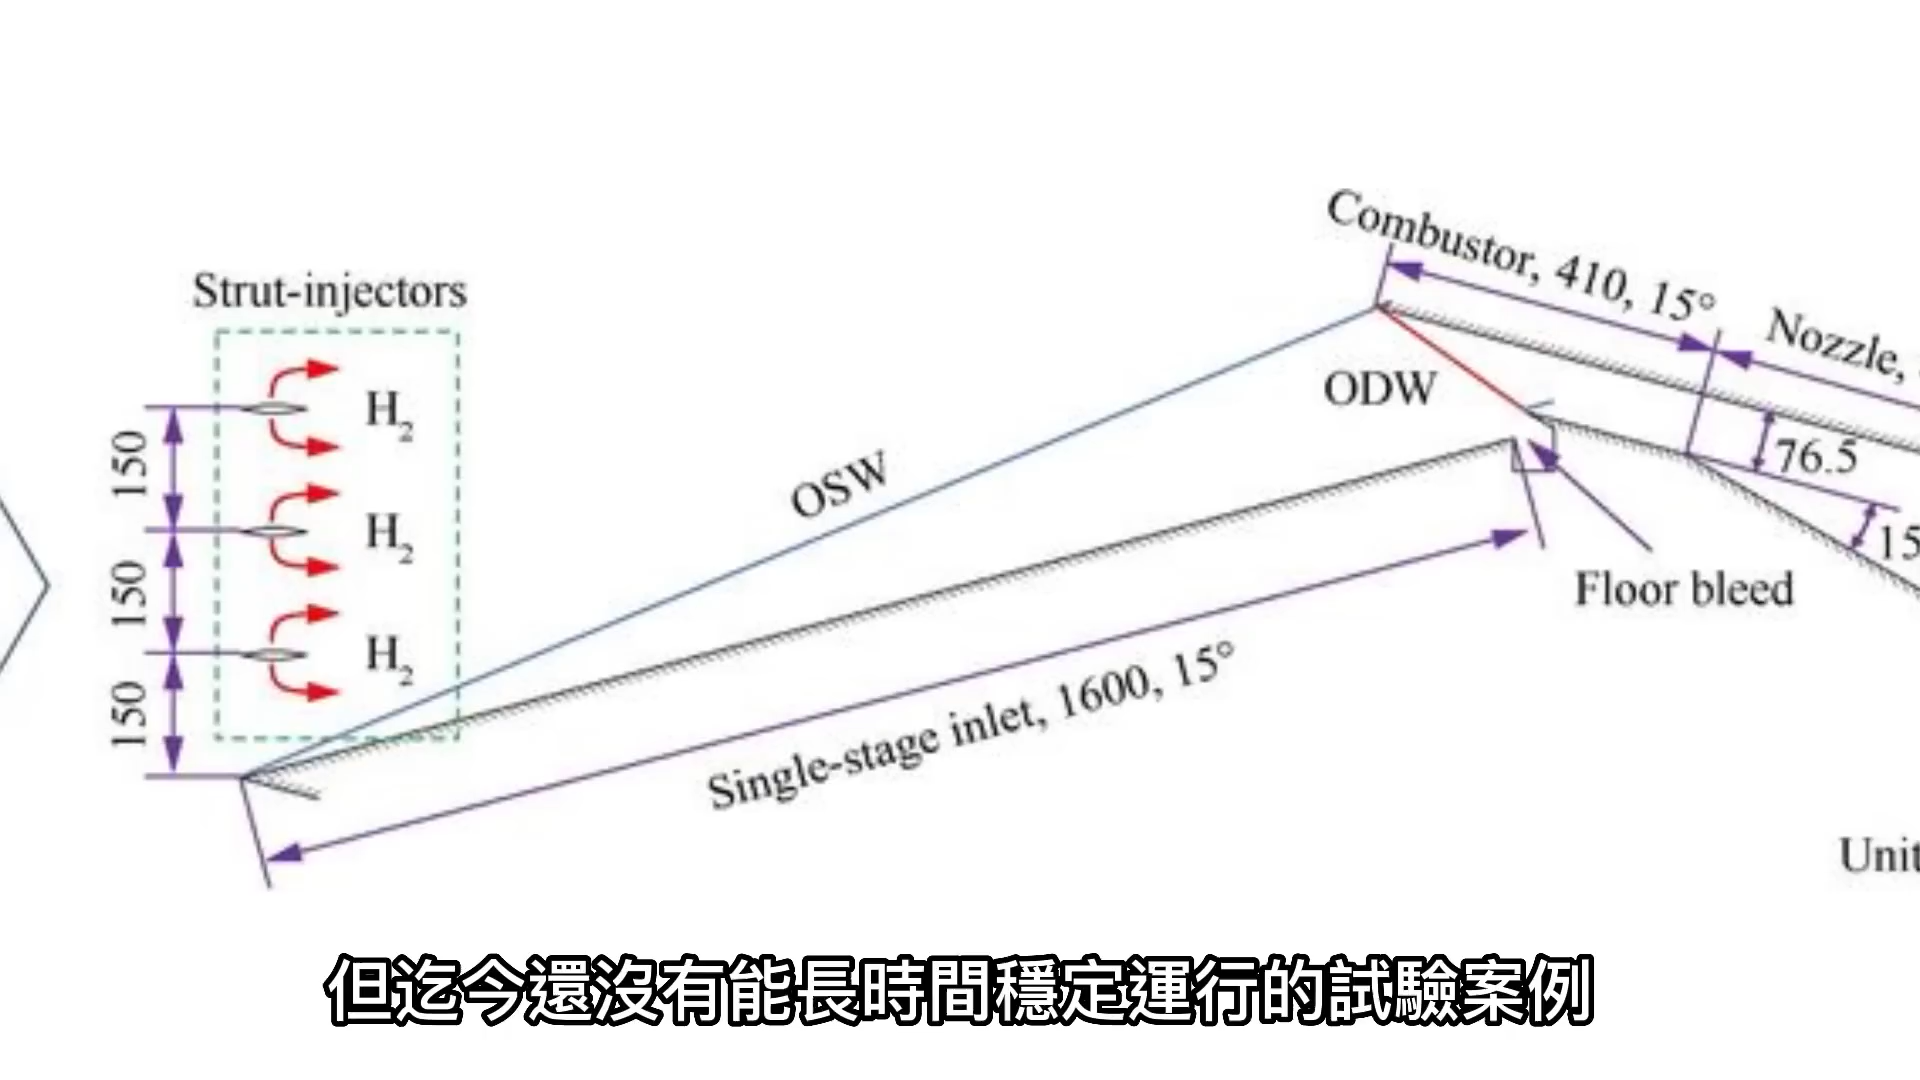 Combustor, 410, 15°
Nozzle,
Strut-injectors
H2
H2
H2
150
150
150
OSW
ODW
76.5
15
Floor bleed
Single-stage inlet, 1600, 15°
Unit
但迄今還沒有能長時間穩定運行的試驗案例